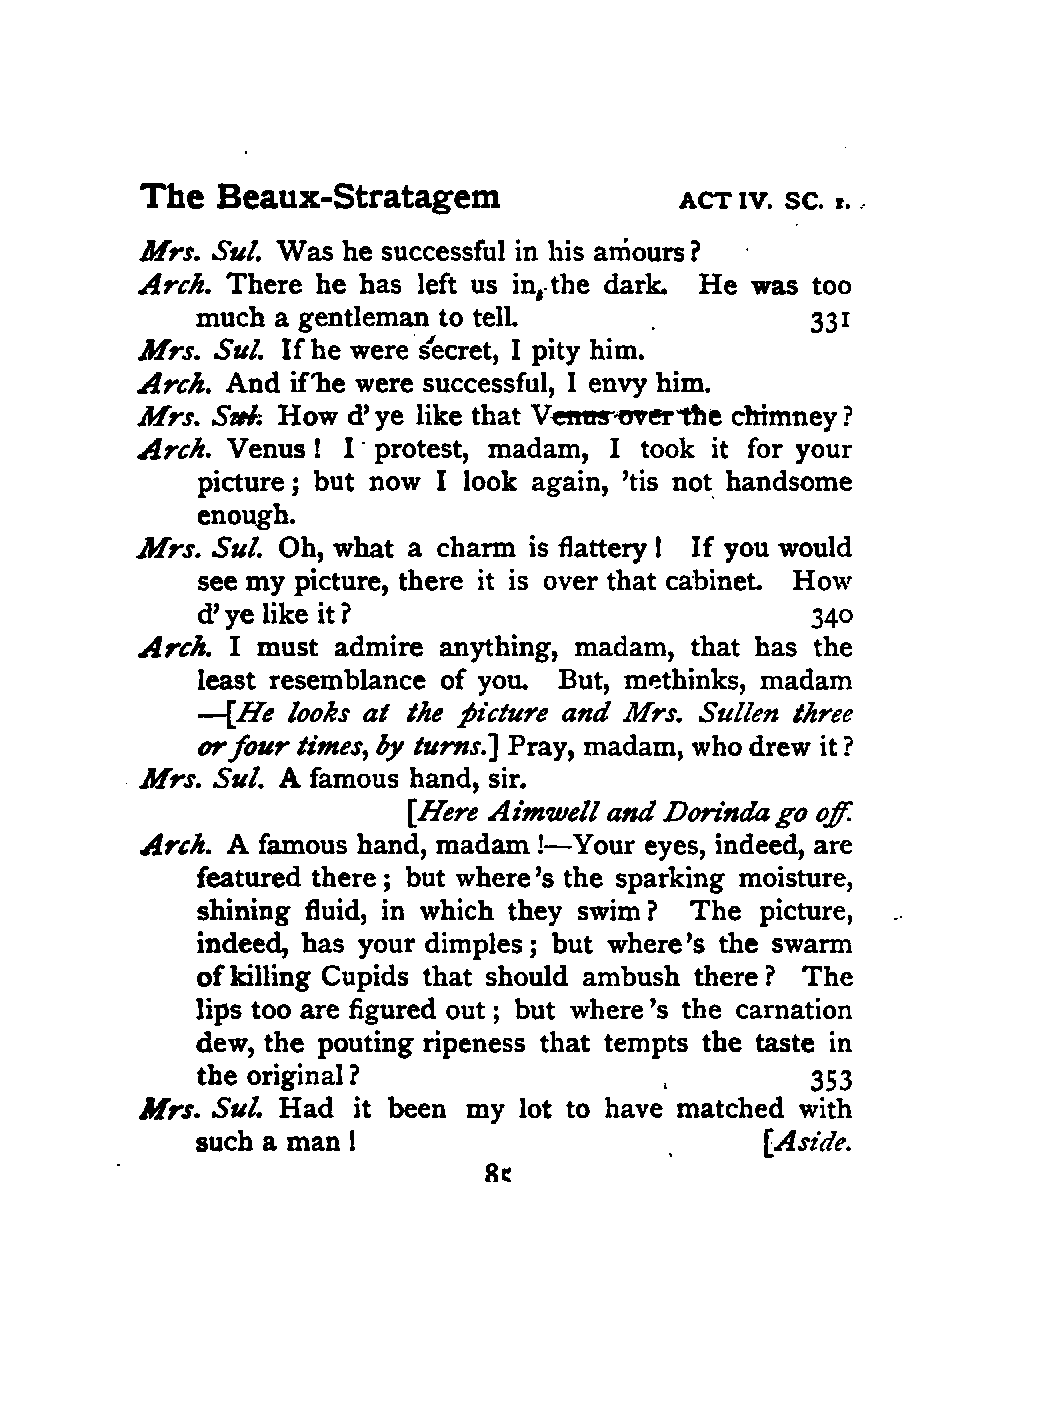 The Beaux-Stratagem ACT IV. SC. 1.
Mrs. Sul. Was he successful in his amours?
Arch. There he has left us in the dark. He was too
much a gentleman to tell. 331
Mrs. Sul. If he were secret, I pity him.
Arch. And if he were successful, I envy him.
Mrs. Sul. How d'ye like that Venus over the chimney?
Arch. Venus! I protest, madam, I took it for your
picture; but now I look again, 'tis not handsome
enough.
Mrs. Sul. Oh, what a charm is flattery! If you would
see my picture, there it is over that cabinet. How
d'ye like it? 340
Arch. I must admire anything, madam, that has the
least resemblance of you. But, methinks, madam
—[He looks at the picture and Mrs. Sullen three
or four times, by turns.] Pray, madam, who drew it?
Mrs. Sul. A famous hand, sir.
[Here Aimwell and Dorinda go off.
Arch. A famous hand, madam!—Your eyes, indeed, are
featured there; but where's the sparking moisture,
shining fluid, in which they swim? The picture,
indeed, has your dimples; but where's the swarm
of killing Cupids that should ambush there? The
lips too are figured out; but where's the carnation
dew, the pouting ripeness that tempts the taste in
the original? 353
Mrs. Sul. Had it been my lot to have matched with
such a man! [Aside.
85